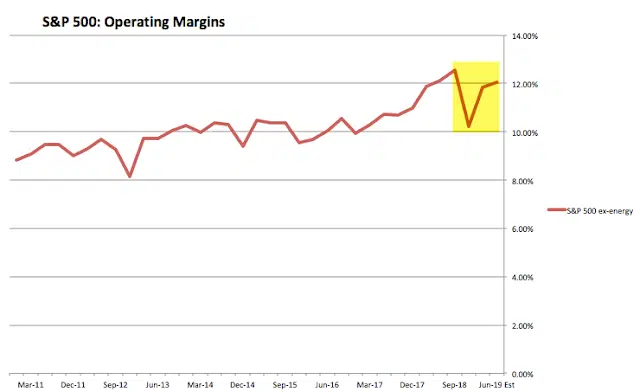 S&P 500: Operating Margins
14.00%
12.00%
10.00%
8.00%
6.00%
4.00%
2.00%
0.00%
S&P 500 ex-energy
Mar-11 Dec-11 Sep-12 Jun-13 Mar-14 Dec-14 Sep-15 Jun-16 Mar-17 Dec-17 Sep-18 Jun-19 Est